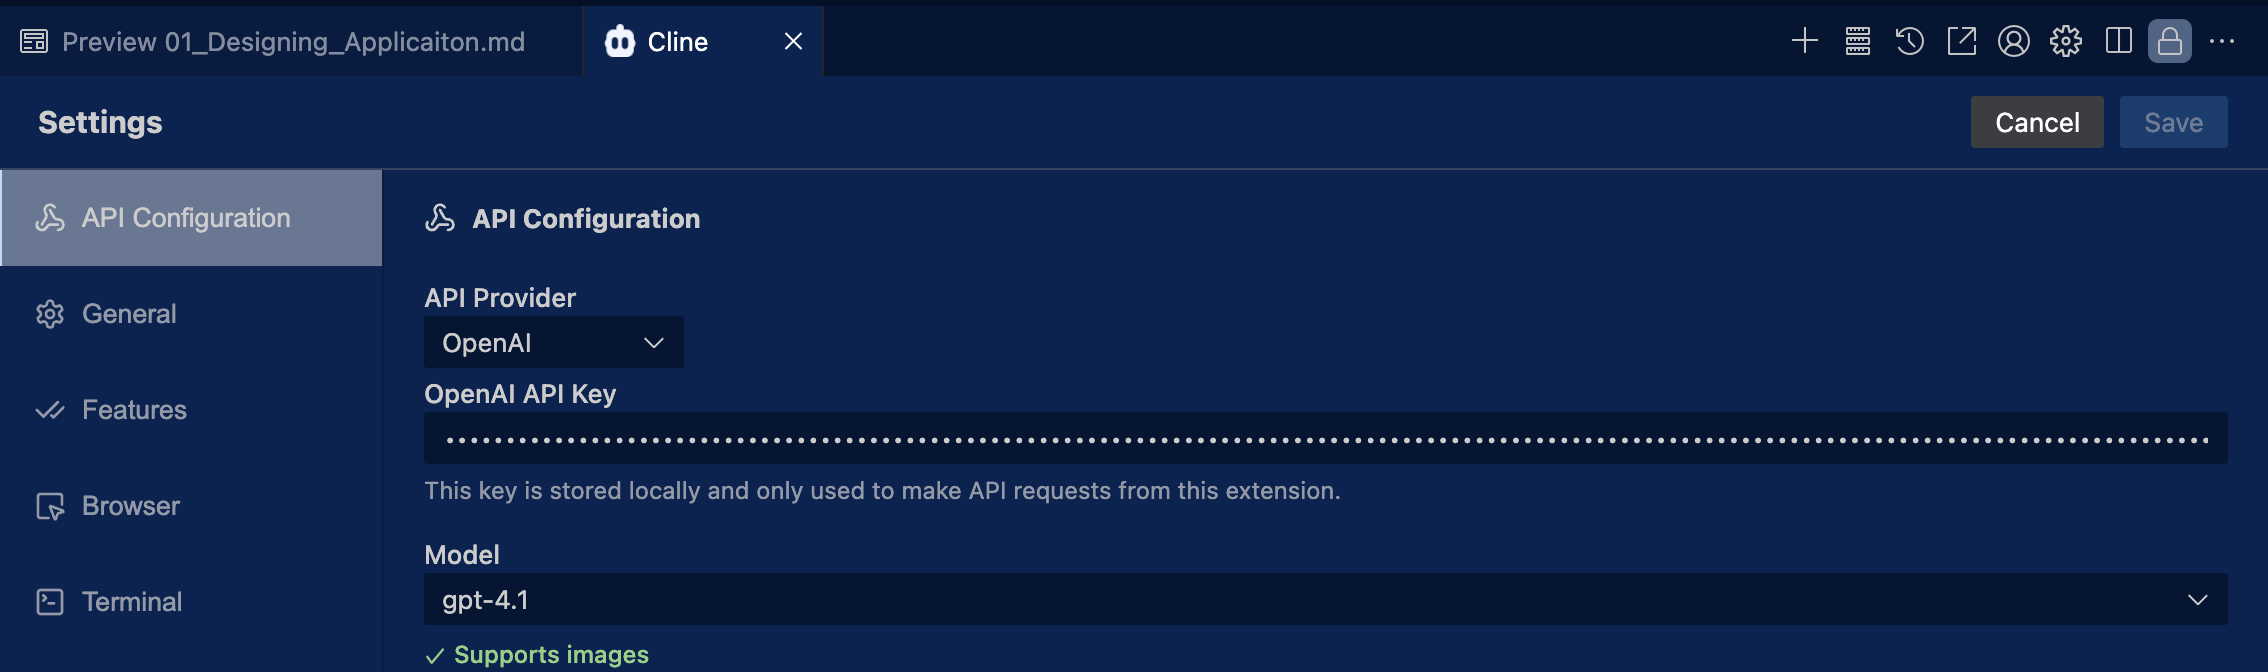 Preview 01_Designing_Applicaiton.md
Cline
Settings
Cancel
Save
API Configuration
General
Features
Browser
Terminal
API Configuration
API Provider
OpenAI
OpenAI API Key
This key is stored locally and only used to make API requests from this extension.
Model
gpt-4.1
Supports images